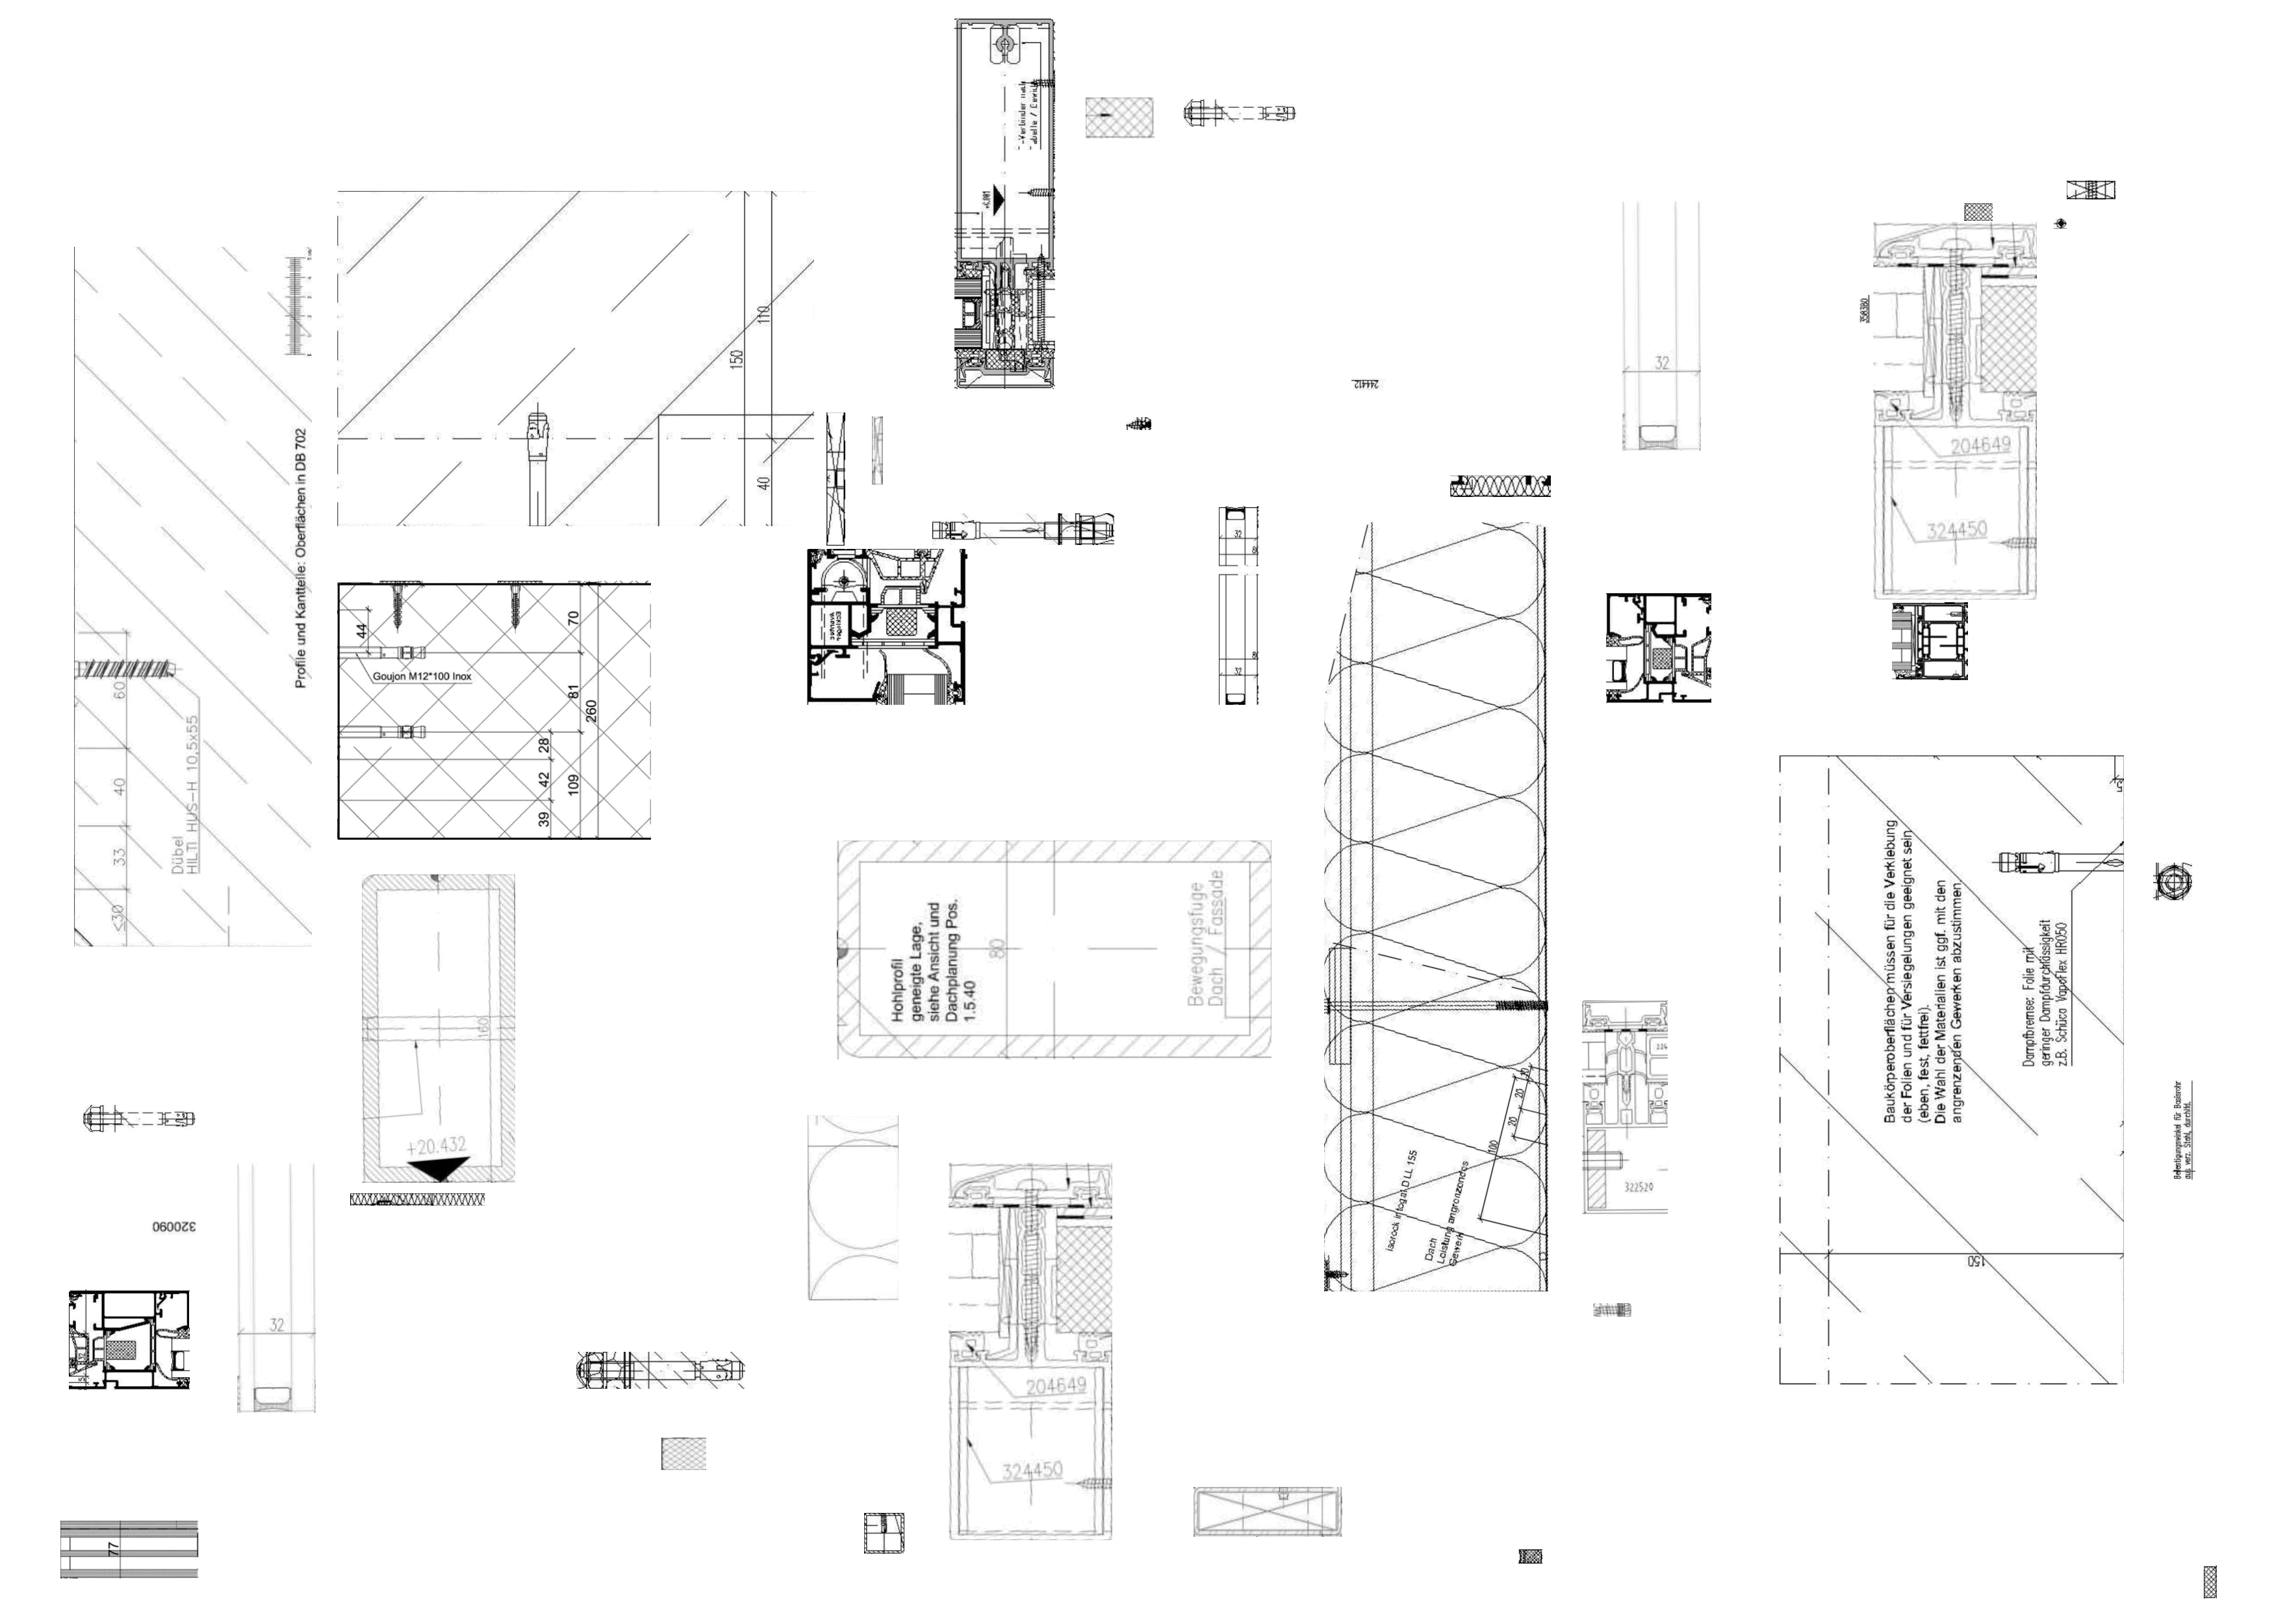 -Verbinder nach
abelle / Gewicht
24412
358380
32
204649
324450
110
150
40
Profile und Kantteile: Oberflächen in DB 702
60
40
33
≤30
Dübel
HILTI HUS-H 10,5x55
44
Goujon M12*100 Inox
70
81
260
28
42
109
39
32
32
Hohlprofil
geneigte Lage,
siehe Ansicht und
Dachplanung Pos.
1.5.40
80
Bewegungsfuge
Dach / Fassade
160
+20.432
320090
32
77
204649
324450
isorock intogal D LL 155
Dach
Leistung angrenzendes
Gewerk
100
20
20
20
322520
Baukörperoberflächen müssen für die Verklebung
der Folien und für Versiegelungen geeignet sein
(eben, fest, fettfrei).
Die Wahl der Materialien ist ggf. mit den
angrenzenden Gewerken abzustimmen
Dampfbremse: Folie mit
geringer Dampfdurchlässigkeit
z.B. Schüco VapoFlex HR050
150
Befestigungswinkel für Basisrohr
aus verz. Stahl, durchlfd.